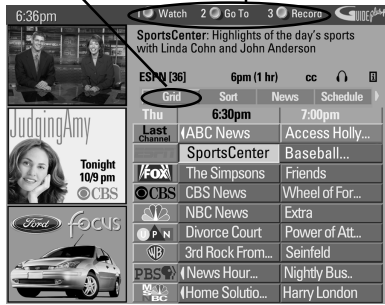 6:36pm
1 Watch 2 Go To 3 Record
GUIDE Plus
SportsCenter: Highlights of the day's sports
with Linda Cohn and John Anderson
ESPN [36] 6pm (1 hr) cc i
Grid Sort News Schedule
Thu 6:30pm 7:00pm
Last Channel ABC News Access Holly...
SportsCenter Baseball...
FOX The Simpsons Friends
CBS CBS News Wheel of For...
NBC News Extra
UPN Divorce Court Power of Att...
WB 3rd Rock From... Seinfeld
PBS News Hour... Nightly Bus..
MSNBC Home Solutio... Harry London
JudgingAmy
Tonight
10/9 pm
CBS
Ford focus